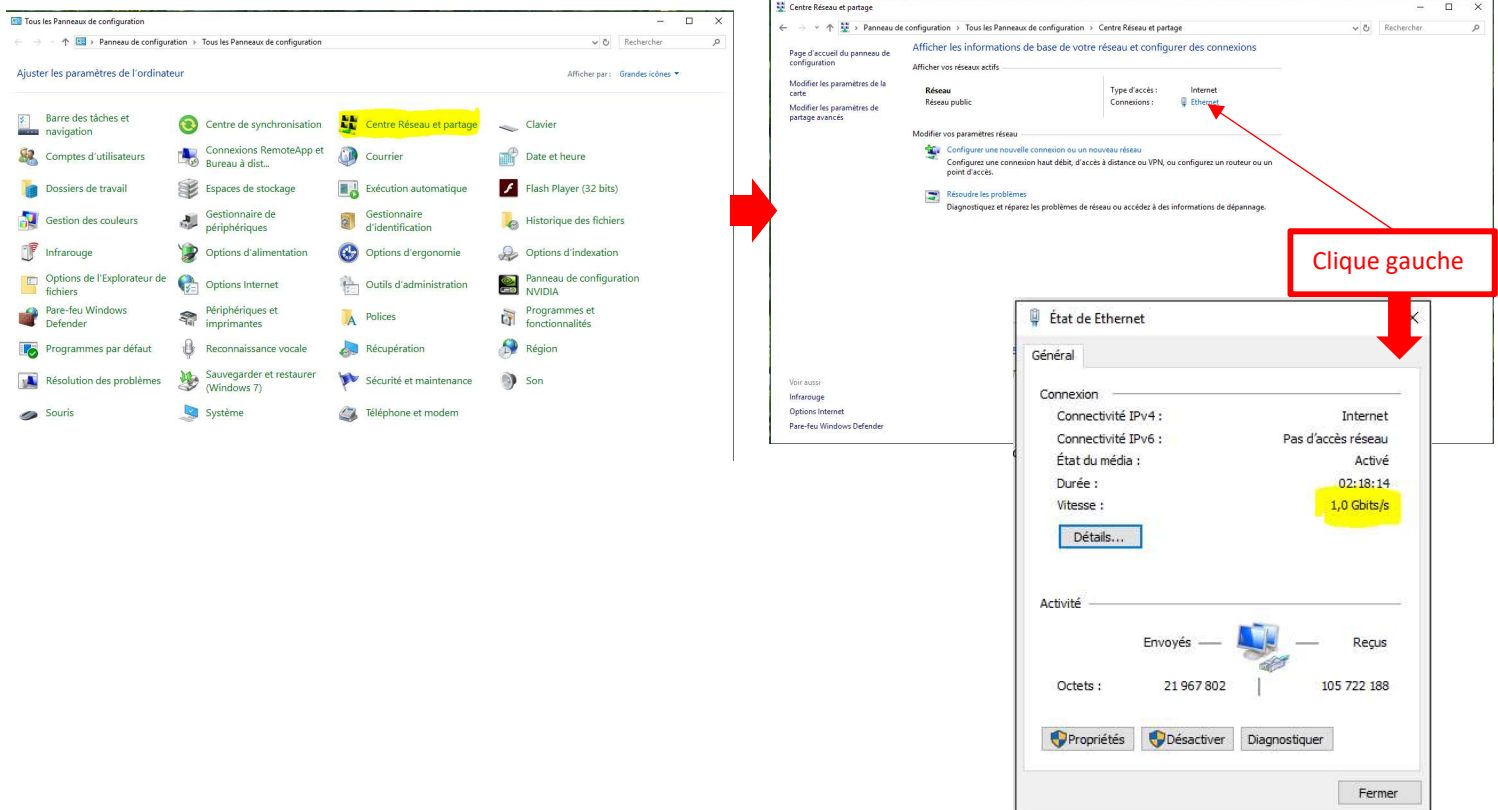 Tous les Panneaux de configuration
Panneau de configuration > Tous les Panneaux de configuration
Rechercher
Ajuster les paramètres de l'ordinateur
Afficher par : Grandes icônes
Barre des tâches et navigation
Centre de synchronisation
Centre Réseau et partage
Clavier
Comptes d'utilisateurs
Connexions RemoteApp et Bureau à dist...
Courrier
Date et heure
Dossiers de travail
Espaces de stockage
Exécution automatique
Flash Player (32 bits)
Gestion des couleurs
Gestionnaire de périphériques
Gestionnaire d'identification
Historique des fichiers
Infrarouge
Options d'alimentation
Options d'ergonomie
Options d'indexation
Options de l'Explorateur de fichiers
Options Internet
Outils d'administration
Panneau de configuration NVIDIA
Pare-feu Windows Defender
Périphériques et imprimantes
Polices
Programmes et fonctionnalités
Programmes par défaut
Reconnaissance vocale
Récupération
Région
Résolution des problèmes
Sauvegarder et restaurer (Windows 7)
Sécurité et maintenance
Son
Souris
Système
Téléphone et modem
Centre Réseau et partage
Panneau de configuration > Tous les Panneaux de configuration > Centre Réseau et partage
Rechercher
Page d'accueil du panneau de configuration
Modifier les paramètres de la carte
Modifier les paramètres de partage avancés
Afficher les informations de base de votre réseau et configurer des connexions
Afficher vos réseaux actifs
Réseau
Réseau public
Type d'accès : Internet
Connexions : Ethernet
Modifier vos paramètres réseau
Configurer une nouvelle connexion ou un nouveau réseau
Configurez une connexion haut débit, d'accès à distance ou VPN, ou configurez un routeur ou un point d'accès.
Résoudre les problèmes
Diagnostiquez et réparez les problèmes de réseau ou accédez à des informations de dépannage.
Voir aussi
Infrarouge
Options Internet
Pare-feu Windows Defender
Clique gauche
État de Ethernet
Général
Connexion
Connectivité IPv4 : Internet
Connectivité IPv6 : Pas d'accès réseau
État du média : Activé
Durée : 02:18:14
Vitesse : 1,0 Gbits/s
Détails...
Activité
Envoyés — — Reçus
Octets : 21 967 802 | 105 722 188
Propriétés
Désactiver
Diagnostiquer
Fermer